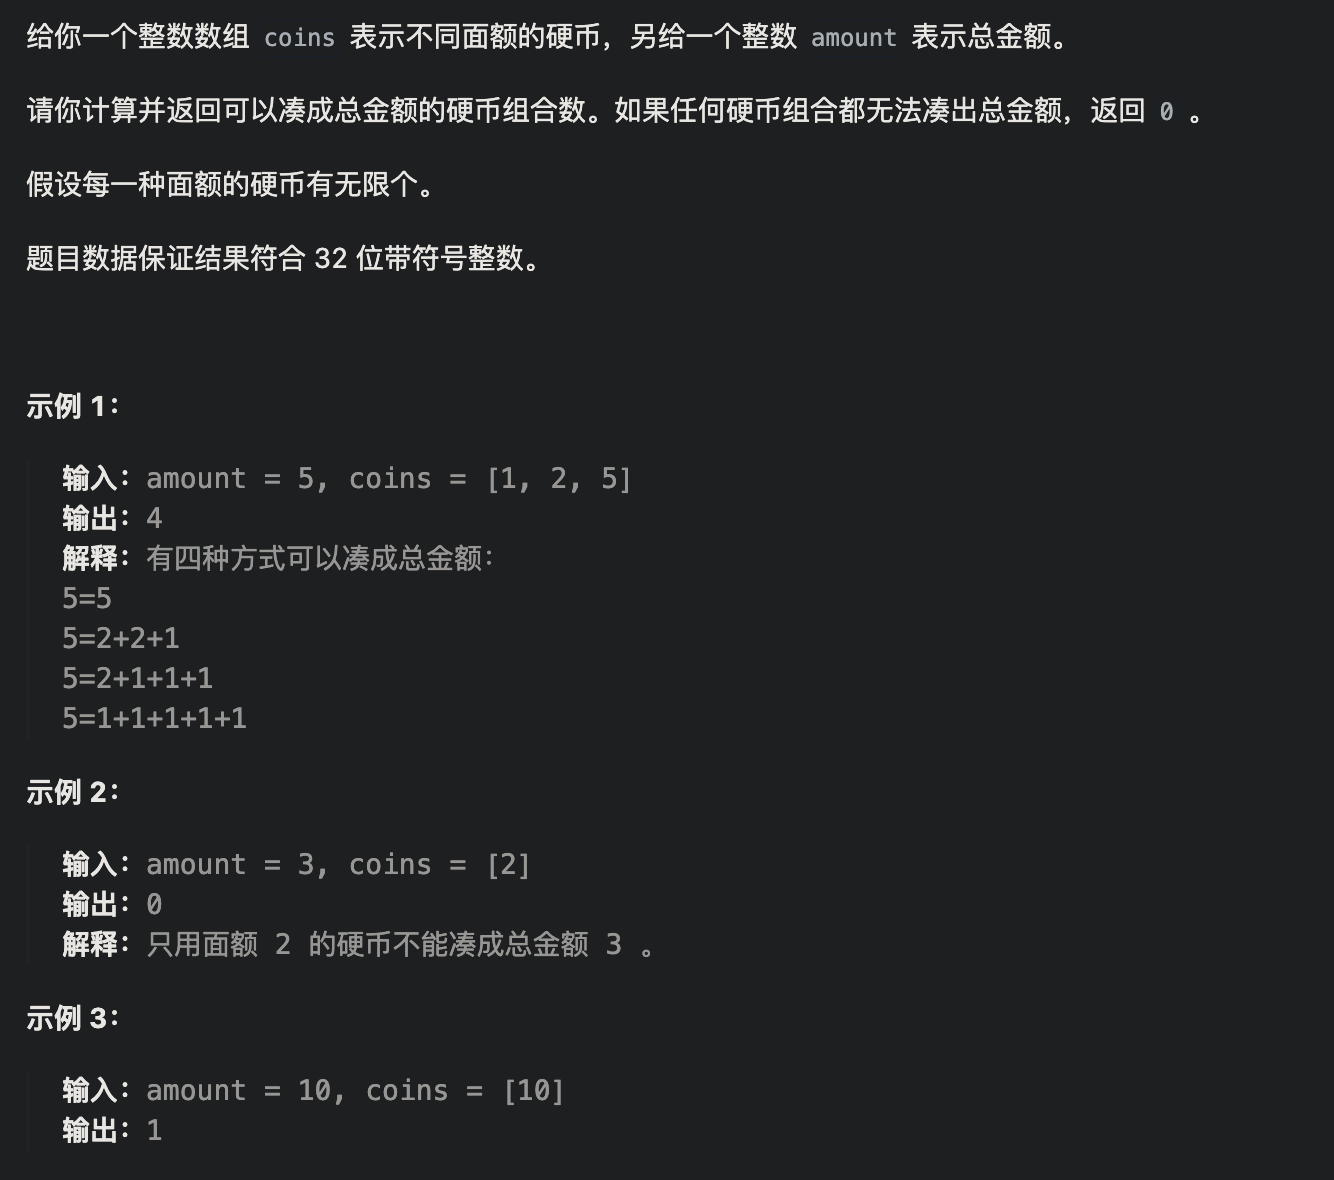 给你一个整数数组 coins 表示不同面额的硬币，另给一个整数 amount 表示总金额。
请你计算并返回可以凑成总金额的硬币组合数。如果任何硬币组合都无法凑出总金额，返回 0 。
假设每一种面额的硬币有无限个。
题目数据保证结果符合 32 位带符号整数。
示例 1：
输入：amount = 5, coins = [1, 2, 5]
输出：4
解释：有四种方式可以凑成总金额：
5=5
5=2+2+1
5=2+1+1+1
5=1+1+1+1+1
示例 2：
输入：amount = 3, coins = [2]
输出：0
解释：只用面额 2 的硬币不能凑成总金额 3 。
示例 3：
输入：amount = 10, coins = [10]
输出：1